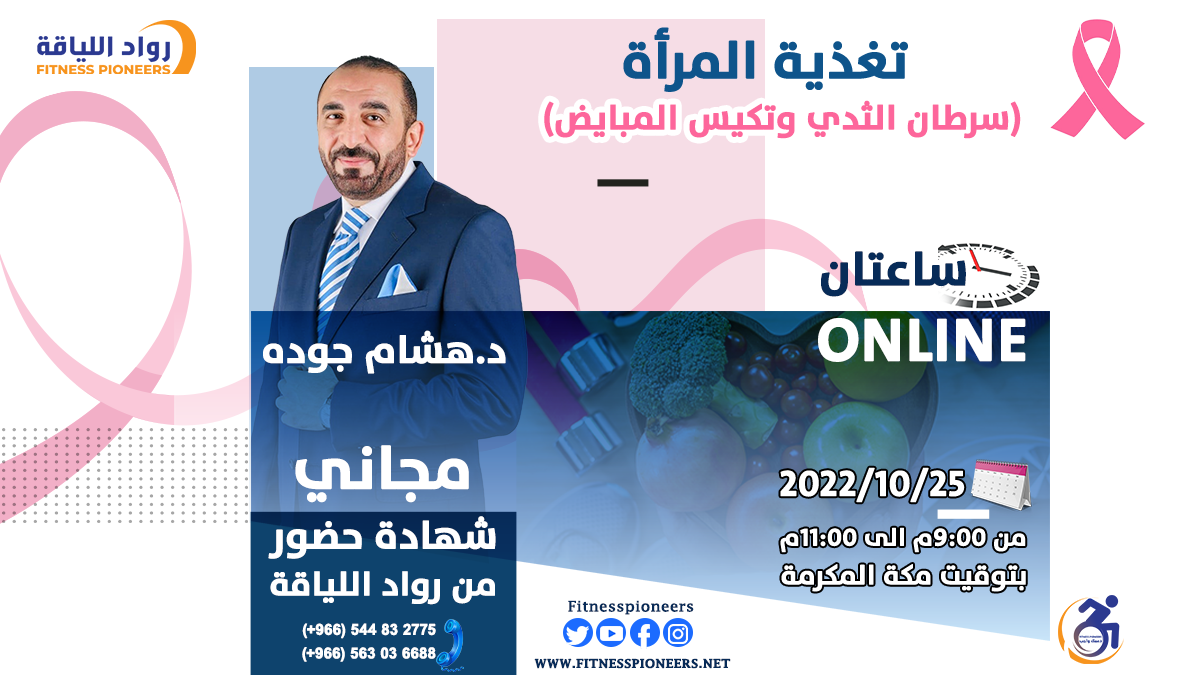 رواد اللياقة
FITNESS PIONEERS
تغذية المرأة
(سرطان الثدي وتكيس المبايض)
ساعتان
ONLINE
د.هشام جوده
مجاني
شهادة حضور
من رواد اللياقة
(+966) 544 83 2775
(+966) 563 03 6688
2022/10/25
من 9:00م الى 11:00م
بتوقيت مكة المكرمة
Fitnesspioneers
WWW.FITNESSPIONEERS.NET